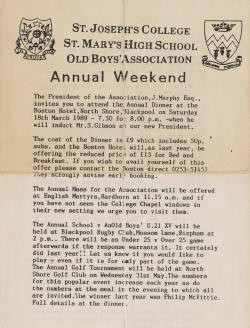 ST. JOSEPH'S COLLEGE
ST. MARY'S HIGH SCHOOL
OLD BOYS' ASSOCIATION
Annual Weekend
The President of the Association, J.Murphy Esq.,
invites you to attend the Annual Dinner at the
Boston Hotel, North Shore, Blackpool on Saturday
18th March 1989 - 7.30 for 8.00 p.m. -when he
will induct Mr.S.Gibson as our new President.
The cost of the Dinner is £9 which includes 50p.
subs, and the Boston Hotel will, as last year, be
offering the reduced price of £13 for Bed and
Breakfast. If you wish to avail yourself of this
offer please contact the Boston direct
They strongly advise early booking.
The Annual Mass for the Association will be offered
at English Martyrs, Hardhorn at 11.15 a.m. and if
you have not seen the College Chapel windows in
their new setting we urge you to visit them.
The Annual School v AnOld Boys' U.21 XV will be
held at Blackpool Rugby Club, Mossom Lane, Bispham at
2 p.m.. There will be an Under 25 v Over 25 game
afterwards if the response warrants it. It certainly
did last year!! Let us know if you would like to
play - even if it is for only part of the game.
The Annual Golf Tournament will be held at North
Shore Golf Club on Wednesday 31st May. The numbers
for this popular event increase each year as do
the numbers at the meal in the evening to which all
are invited. The winner last year was Philip McVittie.
Full details at the dinner.